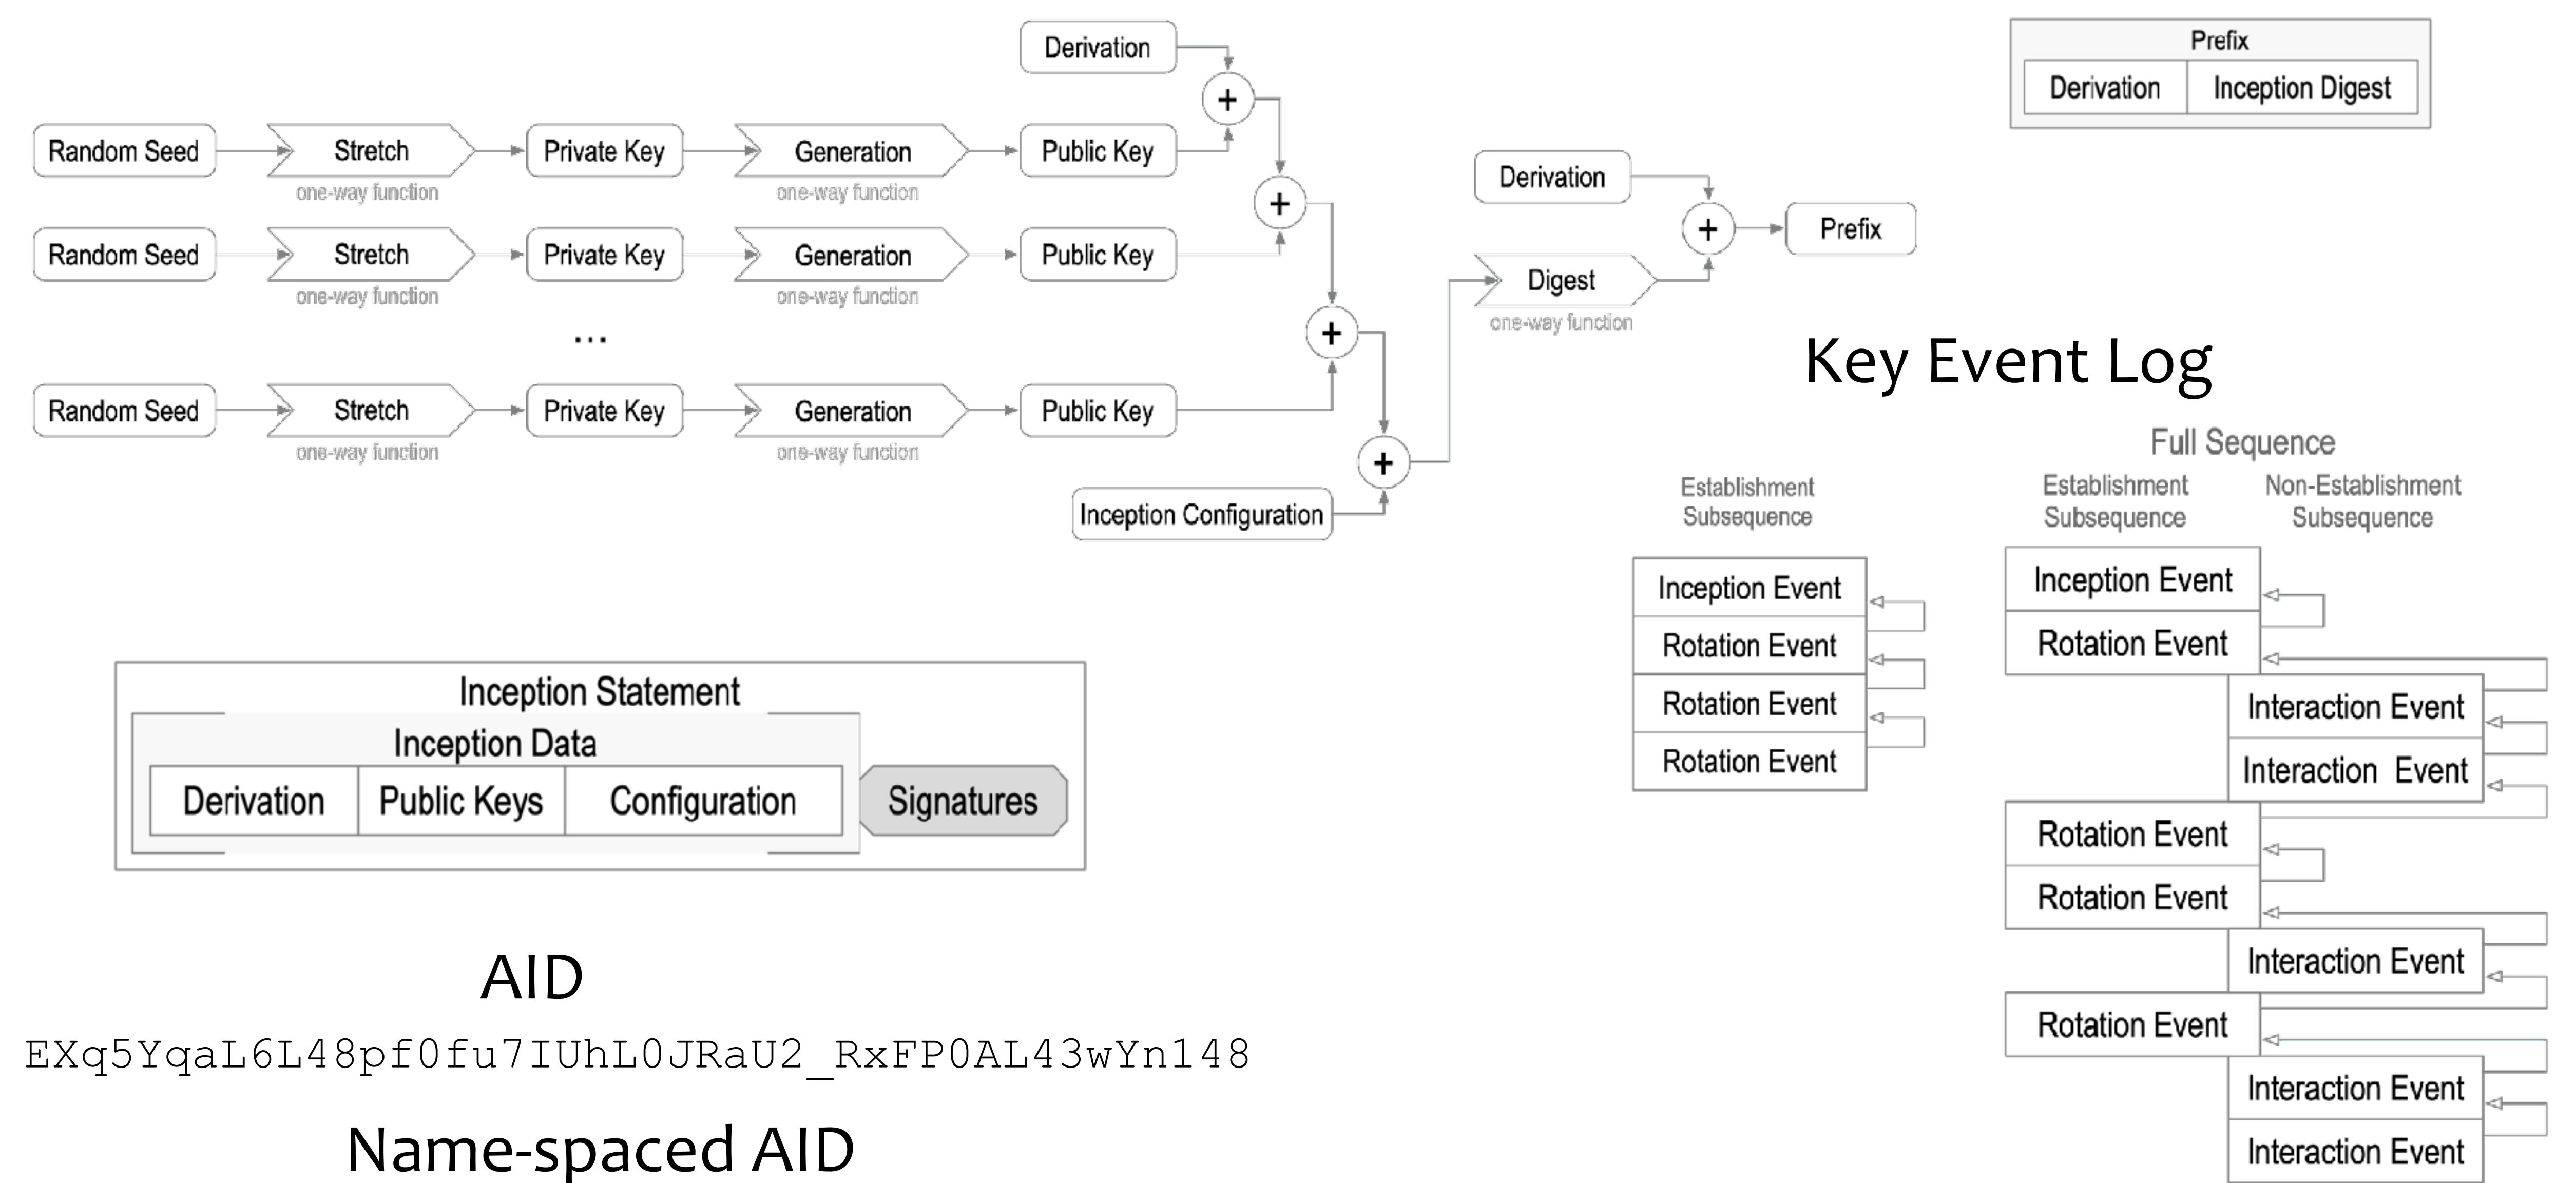 Derivation
+
Random Seed
Stretch
one-way function
Private Key
Generation
one-way function
Public Key
+
Random Seed
Stretch
one-way function
Private Key
Generation
one-way function
Public Key
...
+
Random Seed
Stretch
one-way function
Private Key
Generation
one-way function
Public Key
+
Inception Configuration
Derivation
+
Prefix
Digest
one-way function
Prefix
Derivation
Inception Digest
Inception Statement
Inception Data
Derivation
Public Keys
Configuration
Signatures
AID
EXq5YqaL6L48pf0fu7IUhL0JRaU2_RxFP0AL43wYn148
Name-spaced AID
Key Event Log
Establishment
Subsequence
Inception Event
Rotation Event
Rotation Event
Rotation Event
Full Sequence
Establishment
Subsequence
Non-Establishment
Subsequence
Inception Event
Rotation Event
Interaction Event
Interaction Event
Rotation Event
Rotation Event
Interaction Event
Rotation Event
Interaction Event
Interaction Event